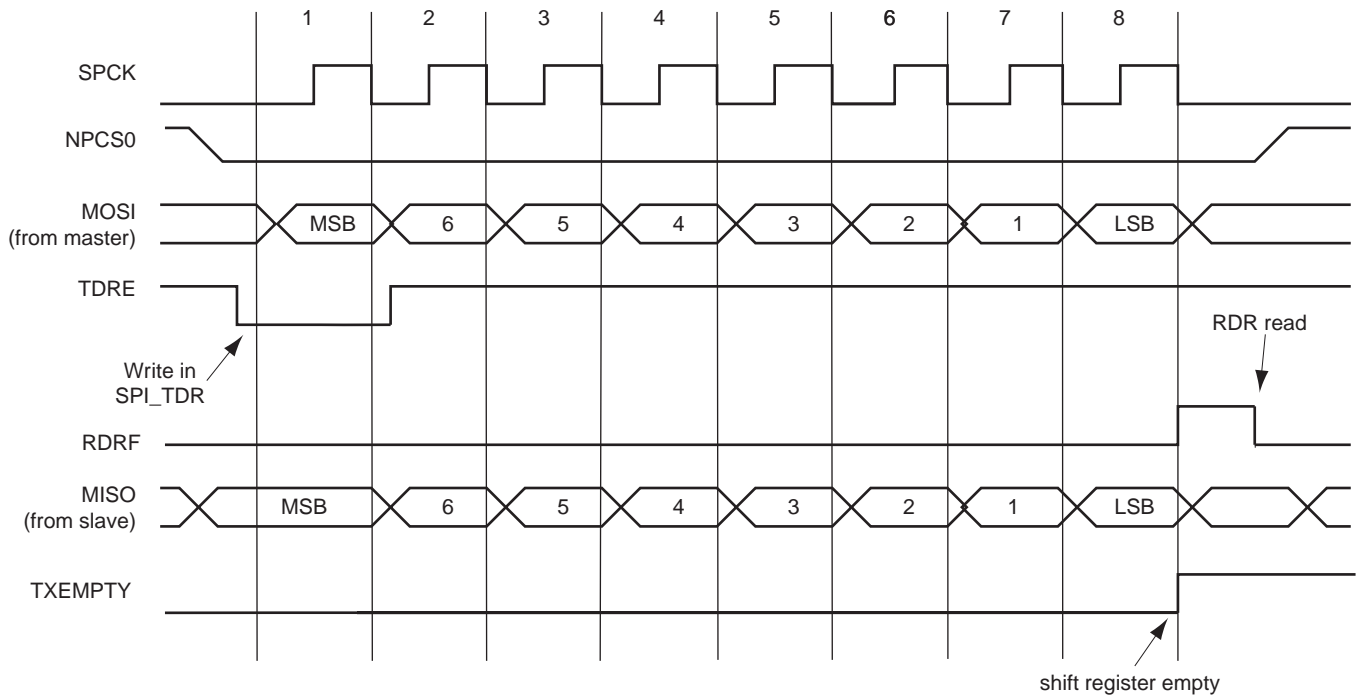 1 2 3 4 5 6 7 8
SPCK
NPCS0
MOSI
(from master)
MSB 6 5 4 3 2 1 LSB
TDRE
Write in
SPI_TDR
RDR read
RDRF
MISO
(from slave)
MSB 6 5 4 3 2 1 LSB
TXEMPTY
shift register empty